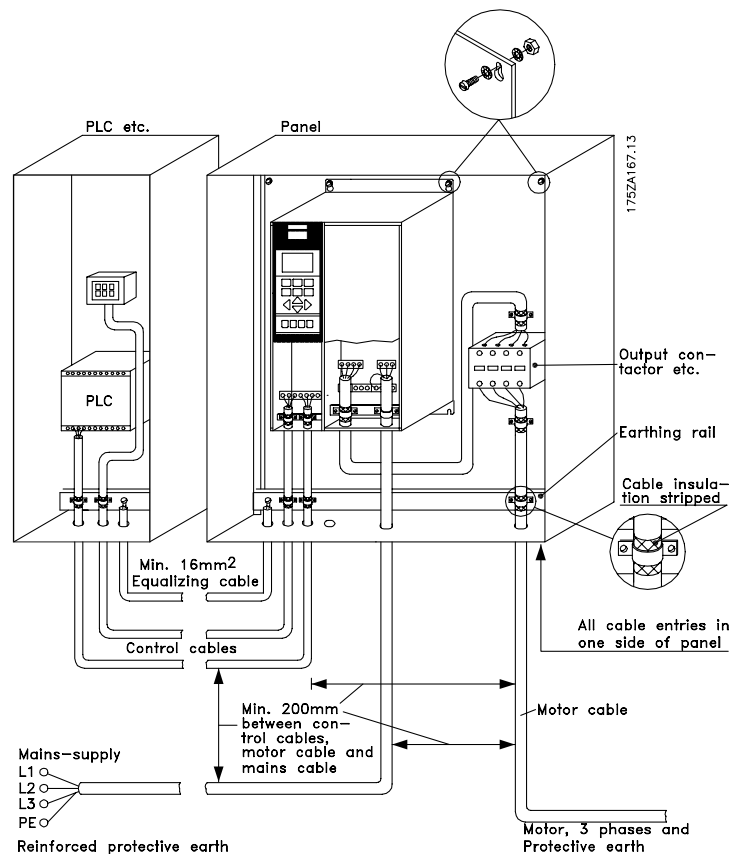 PLC etc.
Panel
175ZA167.13
PLC
Output con-
tactor etc.
Earthing rail
Cable insula-
tion stripped
Min. 16mm2
Equalizing cable
All cable entries in
one side of panel
Control cables
Min. 200mm
between con-
trol cables,
motor cable and
mains cable
Motor cable
Mains-supply
L1
L2
L3
PE
Reinforced protective earth
Motor, 3 phases and
Protective earth